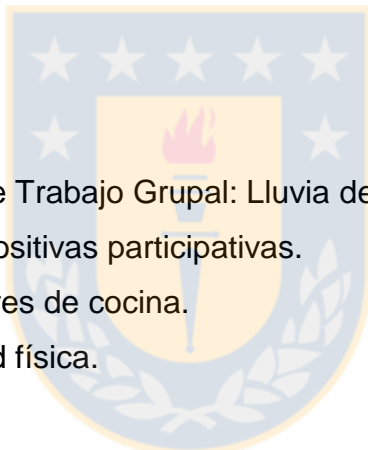 e Trabajo Grupal: Lluvia de
ositivas participativas.
es de cocina.
d física.